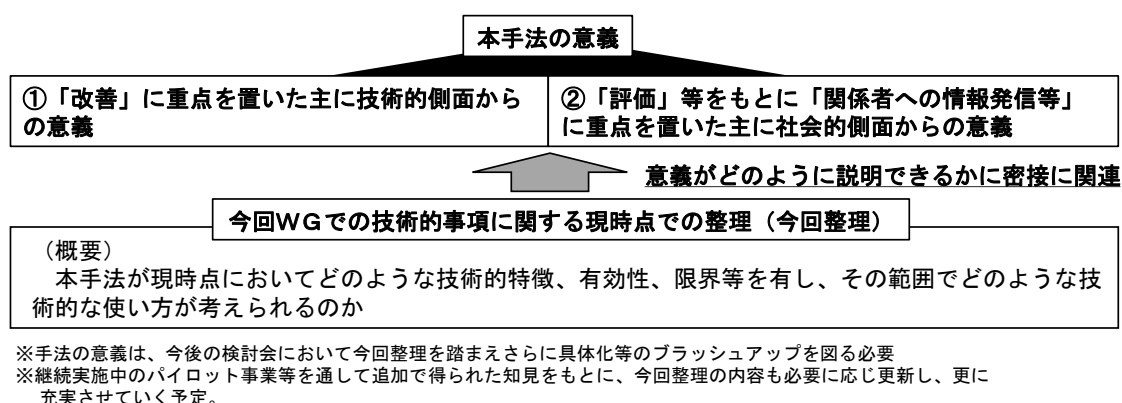 本手法の意義
①「改善」に重点を置いた主に技術的側面から
の意義
②「評価」等をもとに「関係者への情報発信等」
に重点を置いた主に社会的側面からの意義
意義がどのように説明できるかに密接に関連
今回WGでの技術的事項に関する現時点での整理（今回整理）
（概要）
本手法が現時点においてどのような技術的特徴、有効性、限界等を有し、その範囲でどのような技
術的な使い方が考えられるのか
※手法の意義は、今後の検討会において今回整理を踏まえさらに具体化等のブラッシュアップを図る必要
※継続実施中のパイロット事業等を通して追加で得られた知見をもとに、今回整理の内容も必要に応じ更新し、更に
充実させていく予定。